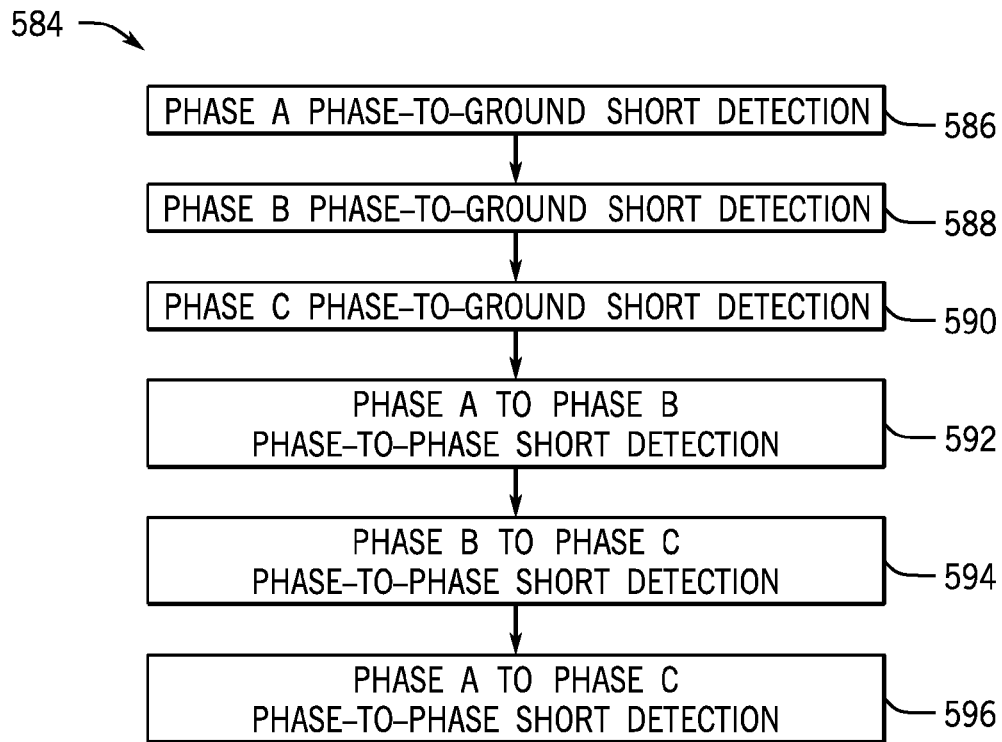 584
PHASE A PHASE–TO–GROUND SHORT DETECTION
586
PHASE B PHASE–TO–GROUND SHORT DETECTION
588
PHASE C PHASE–TO–GROUND SHORT DETECTION
590
PHASE A TO PHASE B
PHASE–TO–PHASE SHORT DETECTION
592
PHASE B TO PHASE C
PHASE–TO–PHASE SHORT DETECTION
594
PHASE A TO PHASE C
PHASE–TO–PHASE SHORT DETECTION
596